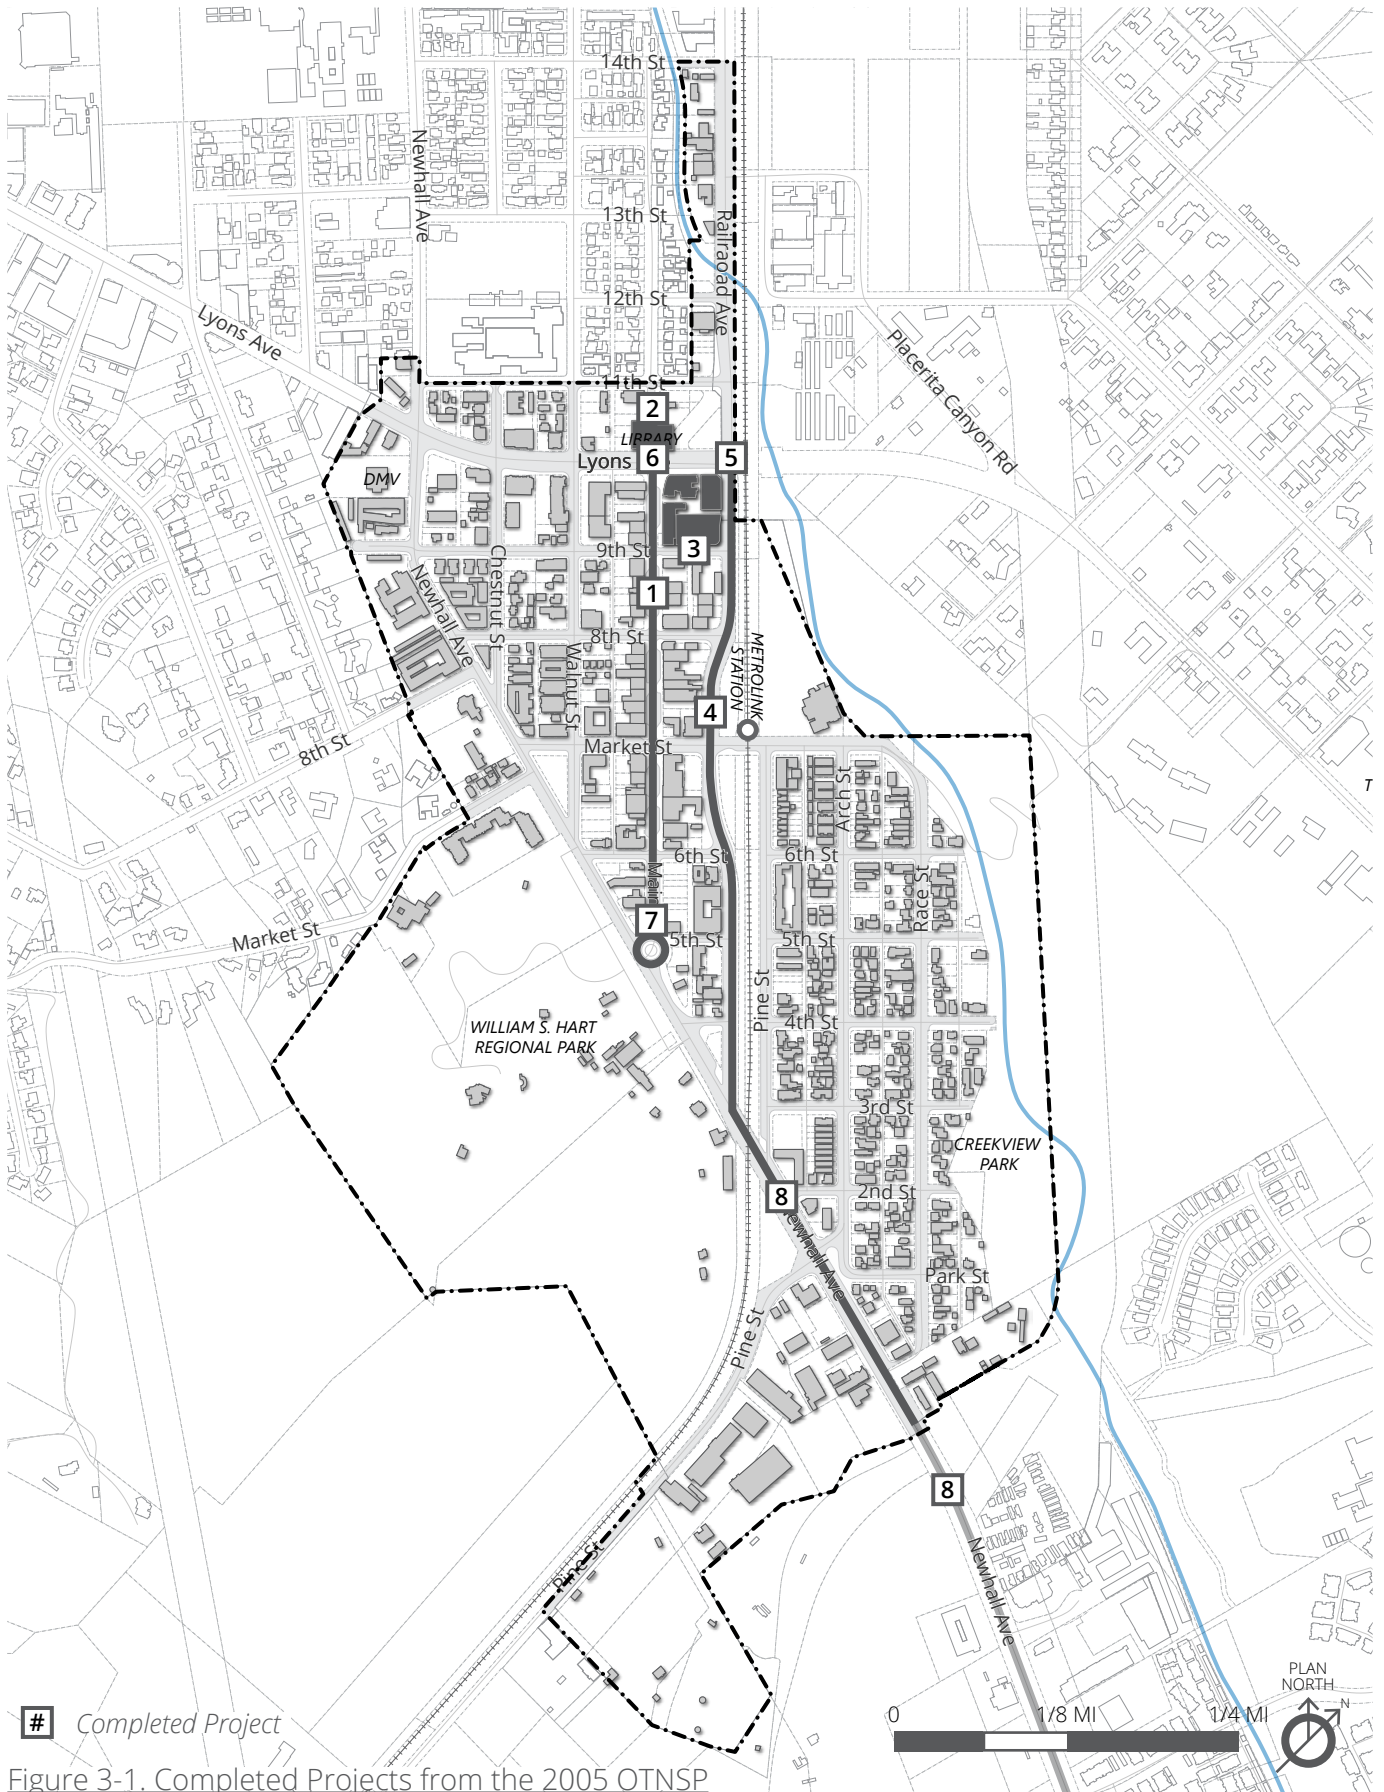 14th St
Newhall Ave
13th St
Railraoad Ave
12th St
Lyons Ave
Placerita Canyon Rd
11th St
2
LIBRARY
Lyons
6
5
DMV
9th St
3
Chestnut St
Newhall Ave
1
8th St
Walnut St
METROLINK
STATION
4
8th St
Market St
Arch St
T
6th St
6th St
Main
Race St
7
5th St
5th St
Market St
Pine St
4th St
WILLIAM S. HART
REGIONAL PARK
3rd St
CREEKVIEW
PARK
8
2nd St
Newhall Ave
Park St
Pine St
8
Newhall Ave
Pine St
PLAN
NORTH
N
# Completed Project
0 1/8 MI 1/4 MI
Figure 3-1. Completed Projects from the 2005 OTNSP